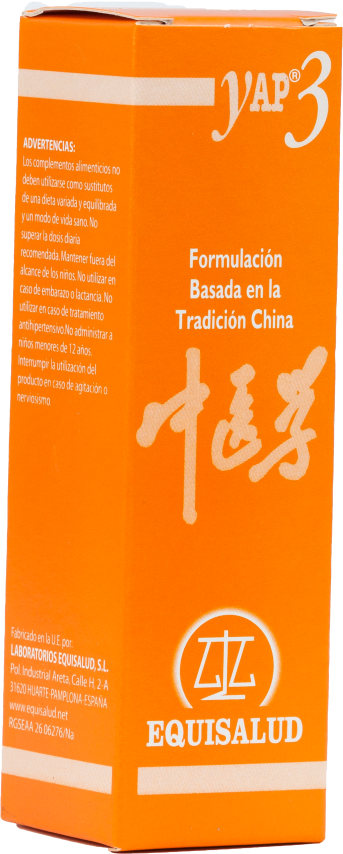 ADVERTENCIAS:
Los complementos alimenticios no
deben utilizarse como sustitutos
de una dieta variada y equilibrada
y un modo de vida sano. No
superar la dosis diaria
recomendada. Mantener fuera del
alcance de los niños. No utilizar en
caso de embarazo o lactancia. No
utilizar en caso de tratamiento
antihipertensivo. No administrar a
niños menores de 12 años.
Interrumpir la utilización del
producto en caso de agitación o
nerviosismo.
Fabricado en la U.E. por:
LABORATORIOS EQUISALUD, S.L.
Pol. Industrial Areta, Calle H, 2-A
31620 HUARTE PAMPLONA-ESPAÑA
www.equisalud.net
RGSEAA 26 06276/Na
YAP® 3
Formulación
Basada en la
Tradición China
中医学
EQUISALUD